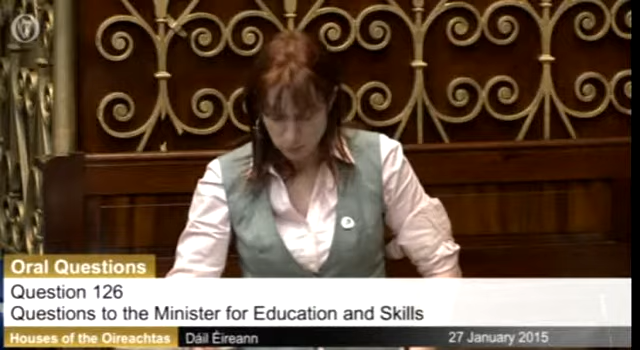 Oral Questions
Question 126
Questions to the Minister for Education and Skills
Houses of the Oireachtas Dáil Éireann 27 January 2015